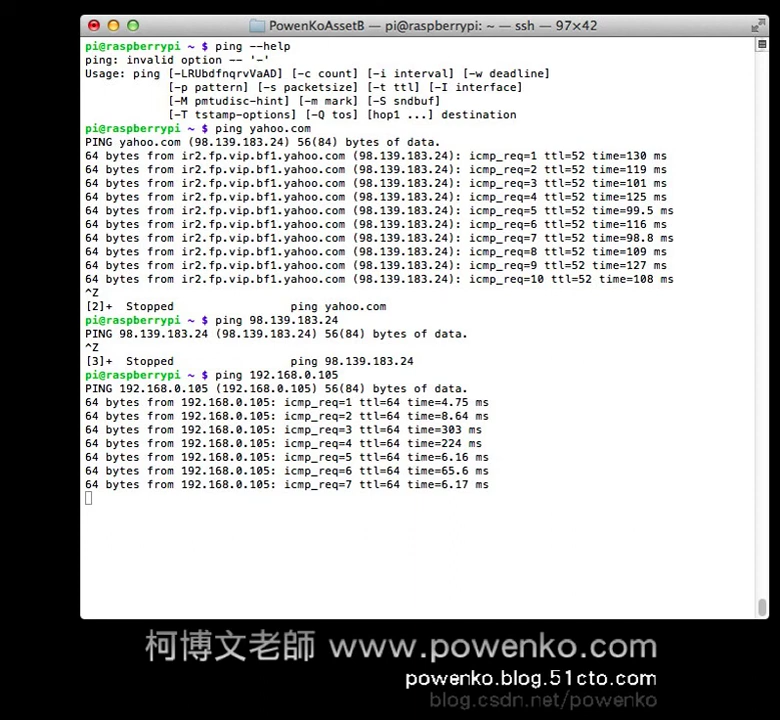 PowenKoAssetB — pi@raspberrypi: ~ — ssh — 97×42
pi@raspberrypi ~ $ ping --help
ping: invalid option -- '-'
Usage: ping [-LRUbdfnqrvVaAD] [-c count] [-i interval] [-w deadline]
[-p pattern] [-s packetsize] [-t ttl] [-I interface]
[-M pmtudisc-hint] [-m mark] [-S sndbuf]
[-T tstamp-options] [-Q tos] [hop1 ...] destination
pi@raspberrypi ~ $ ping yahoo.com
PING yahoo.com (98.139.183.24) 56(84) bytes of data.
64 bytes from ir2.fp.vip.bf1.yahoo.com (98.139.183.24): icmp_req=1 ttl=52 time=130 ms
64 bytes from ir2.fp.vip.bf1.yahoo.com (98.139.183.24): icmp_req=2 ttl=52 time=119 ms
64 bytes from ir2.fp.vip.bf1.yahoo.com (98.139.183.24): icmp_req=3 ttl=52 time=101 ms
64 bytes from ir2.fp.vip.bf1.yahoo.com (98.139.183.24): icmp_req=4 ttl=52 time=125 ms
64 bytes from ir2.fp.vip.bf1.yahoo.com (98.139.183.24): icmp_req=5 ttl=52 time=99.5 ms
64 bytes from ir2.fp.vip.bf1.yahoo.com (98.139.183.24): icmp_req=6 ttl=52 time=116 ms
64 bytes from ir2.fp.vip.bf1.yahoo.com (98.139.183.24): icmp_req=7 ttl=52 time=98.8 ms
64 bytes from ir2.fp.vip.bf1.yahoo.com (98.139.183.24): icmp_req=8 ttl=52 time=109 ms
64 bytes from ir2.fp.vip.bf1.yahoo.com (98.139.183.24): icmp_req=9 ttl=52 time=127 ms
64 bytes from ir2.fp.vip.bf1.yahoo.com (98.139.183.24): icmp_req=10 ttl=52 time=108 ms
^Z
[2]+  Stopped                 ping yahoo.com
pi@raspberrypi ~ $ ping 98.139.183.24
PING 98.139.183.24 (98.139.183.24) 56(84) bytes of data.
^Z
[3]+  Stopped                 ping 98.139.183.24
pi@raspberrypi ~ $ ping 192.168.0.105
PING 192.168.0.105 (192.168.0.105) 56(84) bytes of data.
64 bytes from 192.168.0.105: icmp_req=1 ttl=64 time=4.75 ms
64 bytes from 192.168.0.105: icmp_req=2 ttl=64 time=8.64 ms
64 bytes from 192.168.0.105: icmp_req=3 ttl=64 time=303 ms
64 bytes from 192.168.0.105: icmp_req=4 ttl=64 time=224 ms
64 bytes from 192.168.0.105: icmp_req=5 ttl=64 time=6.16 ms
64 bytes from 192.168.0.105: icmp_req=6 ttl=64 time=65.6 ms
64 bytes from 192.168.0.105: icmp_req=7 ttl=64 time=6.17 ms
柯博文老師 www.powenko.com
powenko.blog.51cto.com
blog.csdn.net/powenko